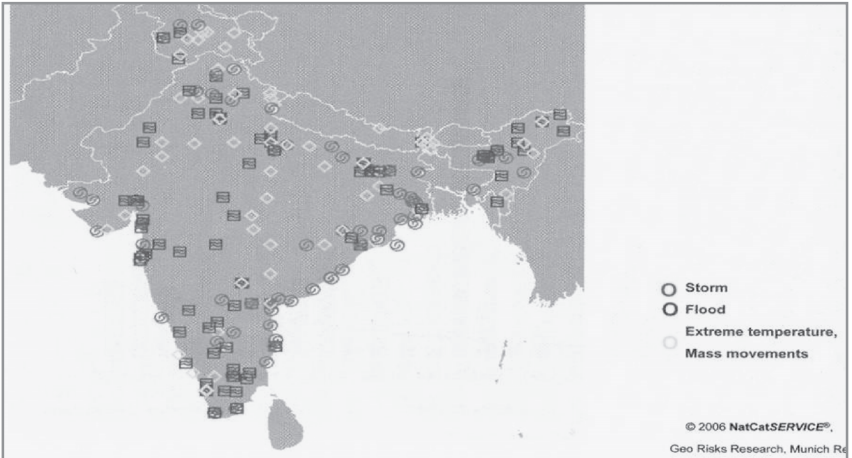 Storm
Flood
Extreme temperature,
Mass movements
© 2006 NatCatSERVICE®,
Geo Risks Research, Munich Re